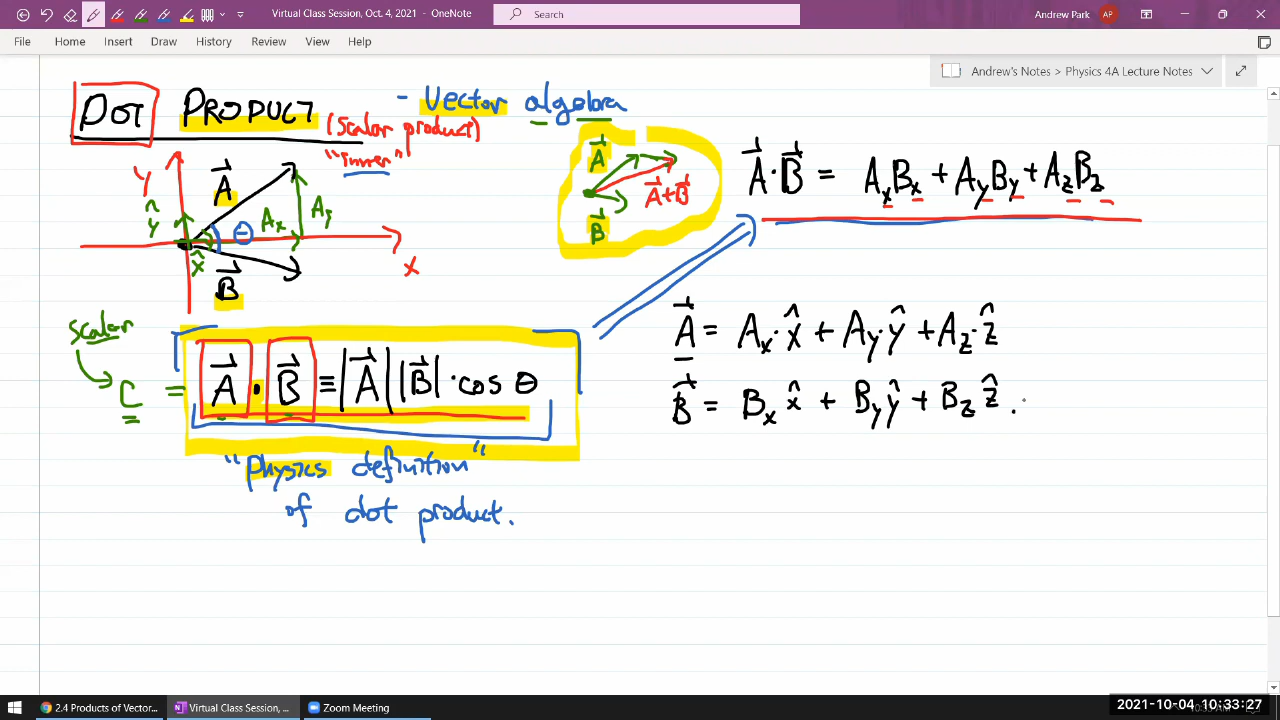 Virtual Class Session, Oct. 4, 2021 - OneNote
Search
Andrew Park
AP
File Home Insert Draw History Review View Help
Andrew's Notes > Physics 4A Lecture Notes
DOT PRODUCT
- Vector algebra
(Scalar product)
"inner"
y
A⃗
Ay
Ax
ŷ
θ
x̂
x
B⃗
A⃗
A⃗+B⃗
B⃗
A⃗·B⃗ = AxBx + AyBy + AzBz
A⃗ = Ax·x̂ + Ay·ŷ + Az·ẑ
B⃗ = Bx x̂ + By ŷ + Bz ẑ .
scalar
C = A⃗ · B⃗ ≡ |A⃗| |B⃗| · cos θ
"Physics definition"
of dot product.
2.4 Products of Vector...
Virtual Class Session, ...
Zoom Meeting
2021-10-04 10:33:27